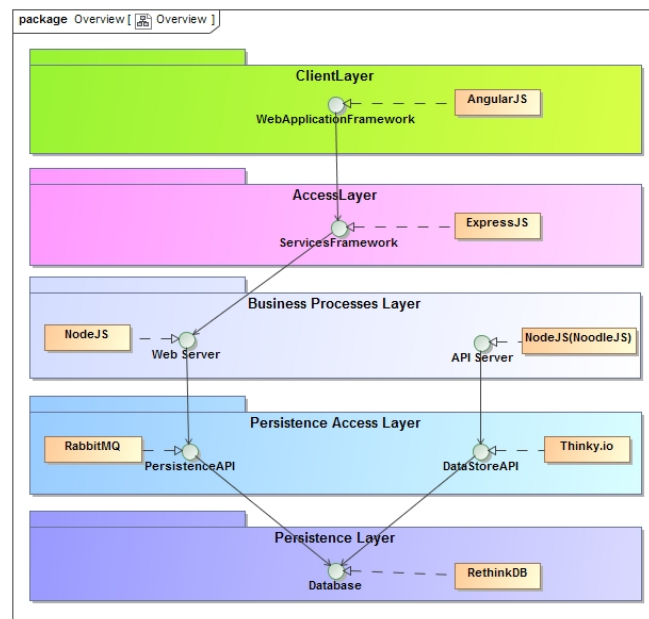 package Overview [ Overview ]
ClientLayer
AngularJS
WebApplicationFramework
AccessLayer
ExpressJS
ServicesFramework
Business Processes Layer
NodeJS
NodeJS(NoodleJS)
Web Server
API Server
Persistence Access Layer
RabbitMQ
Thinky.io
PersistenceAPI
DataStoreAPI
Persistence Layer
RethinkDB
Database